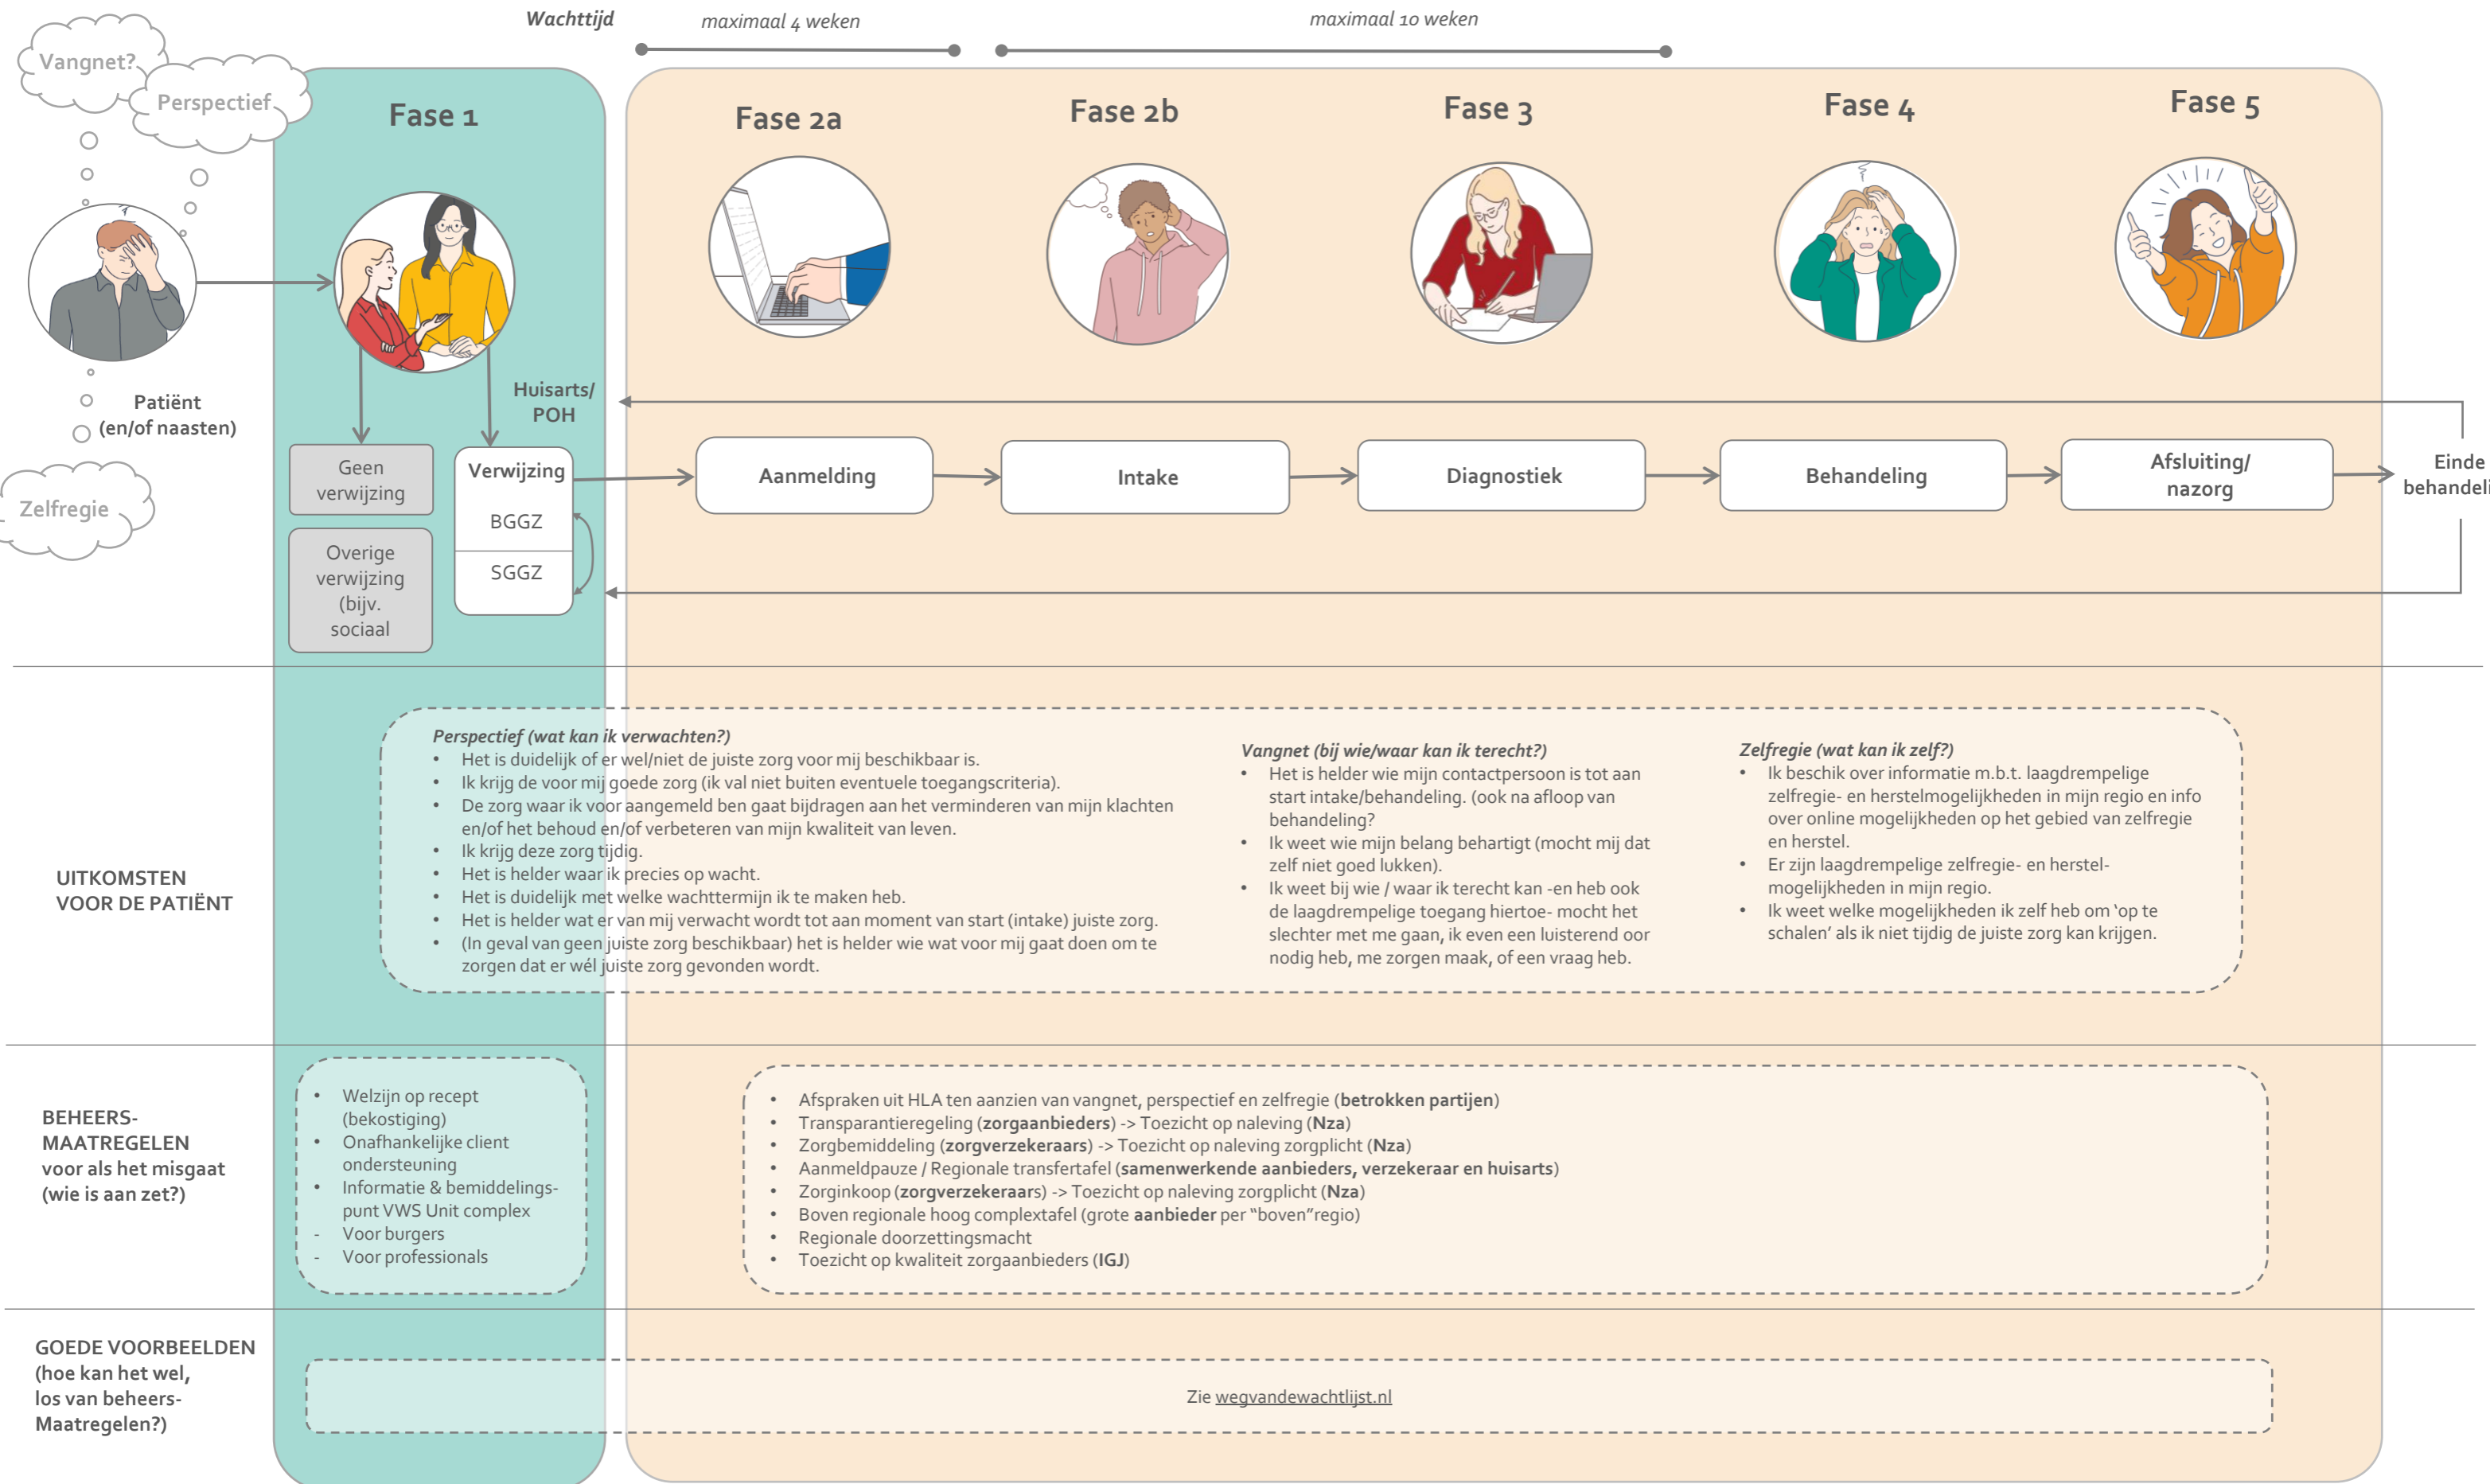 Wachttijd
maximaal 4 weken
maximaal 10 weken
Vangnet?
Perspectief
Fase 1
Fase 2a
Fase 2b
Fase 3
Fase 4
Fase 5
Patiënt
(en/of naasten)
Zelfregie
Huisarts/
POH
Geen
verwijzing
Overige
verwijzing
(bijv.
sociaal
Verwijzing
BGGZ
SGGZ
Aanmelding
Intake
Diagnostiek
Behandeling
Afsluiting/
nazorg
Einde
behandeli
UITKOMSTEN
VOOR DE PATIËNT
Perspectief (wat kan ik verwachten?)
• Het is duidelijk of er wel/niet de juiste zorg voor mij beschikbaar is.
• Ik krijg de voor mij goede zorg (ik val niet buiten eventuele toegangscriteria).
• De zorg waar ik voor aangemeld ben gaat bijdragen aan het verminderen van mijn klachten
en/of het behoud en/of verbeteren van mijn kwaliteit van leven.
• Ik krijg deze zorg tijdig.
• Het is helder waar ik precies op wacht.
• Het is duidelijk met welke wachttermijn ik te maken heb.
• Het is helder wat er van mij verwacht wordt tot aan moment van start (intake) juiste zorg.
• (In geval van geen juiste zorg beschikbaar) het is helder wie wat voor mij gaat doen om te
zorgen dat er wél juiste zorg gevonden wordt.
Vangnet (bij wie/waar kan ik terecht?)
• Het is helder wie mijn contactpersoon is tot aan
start intake/behandeling. (ook na afloop van
behandeling?
• Ik weet wie mijn belang behartigt (mocht mij dat
zelf niet goed lukken).
• Ik weet bij wie / waar ik terecht kan -en heb ook
de laagdrempelige toegang hiertoe- mocht het
slechter met me gaan, ik even een luisterend oor
nodig heb, me zorgen maak, of een vraag heb.
Zelfregie (wat kan ik zelf?)
• Ik beschik over informatie m.b.t. laagdrempelige
zelfregie- en herstelmogelijkheden in mijn regio en info
over online mogelijkheden op het gebied van zelfregie
en herstel.
• Er zijn laagdrempelige zelfregie- en herstel-
mogelijkheden in mijn regio.
• Ik weet welke mogelijkheden ik zelf heb om ‘op te
schalen’ als ik niet tijdig de juiste zorg kan krijgen.
BEHEERS-
MAATREGELEN
voor als het misgaat
(wie is aan zet?)
• Welzijn op recept
(bekostiging)
• Onafhankelijke client
ondersteuning
• Informatie & bemiddelings-
punt VWS Unit complex
- Voor burgers
- Voor professionals
• Afspraken uit HLA ten aanzien van vangnet, perspectief en zelfregie (betrokken partijen)
• Transparantieregeling (zorgaanbieders) -> Toezicht op naleving (Nza)
• Zorgbemiddeling (zorgverzekeraars) -> Toezicht op naleving zorgplicht (Nza)
• Aanmeldpauze / Regionale transfertafel (samenwerkende aanbieders, verzekeraar en huisarts)
• Zorginkoop (zorgverzekeraars) -> Toezicht op naleving zorgplicht (Nza)
• Boven regionale hoog complextafel (grote aanbieder per “boven”regio)
• Regionale doorzettingsmacht
• Toezicht op kwaliteit zorgaanbieders (IGJ)
GOEDE VOORBEELDEN
(hoe kan het wel,
los van beheers-
Maatregelen?)
Zie wegvandewachtlijst.nl